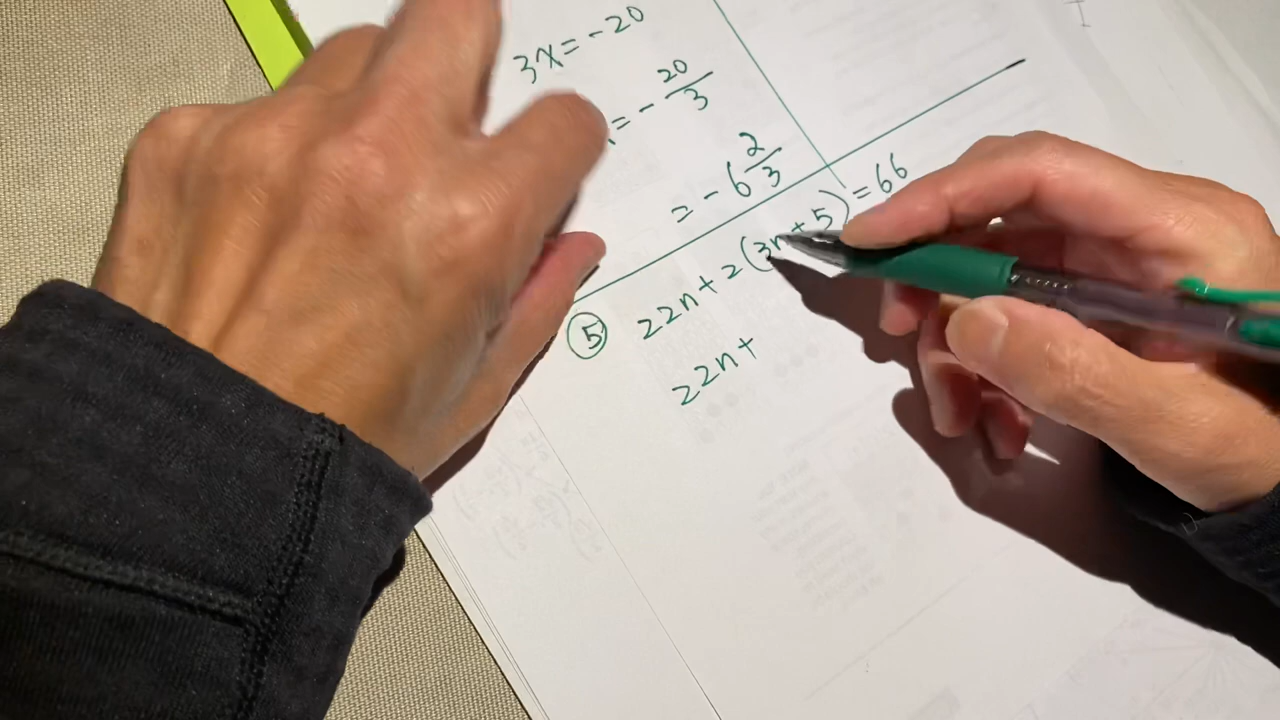 3x = -20
= - 20/3
= -6 2/3
⑤ 22n + 2(3n+5) = 66
22n +